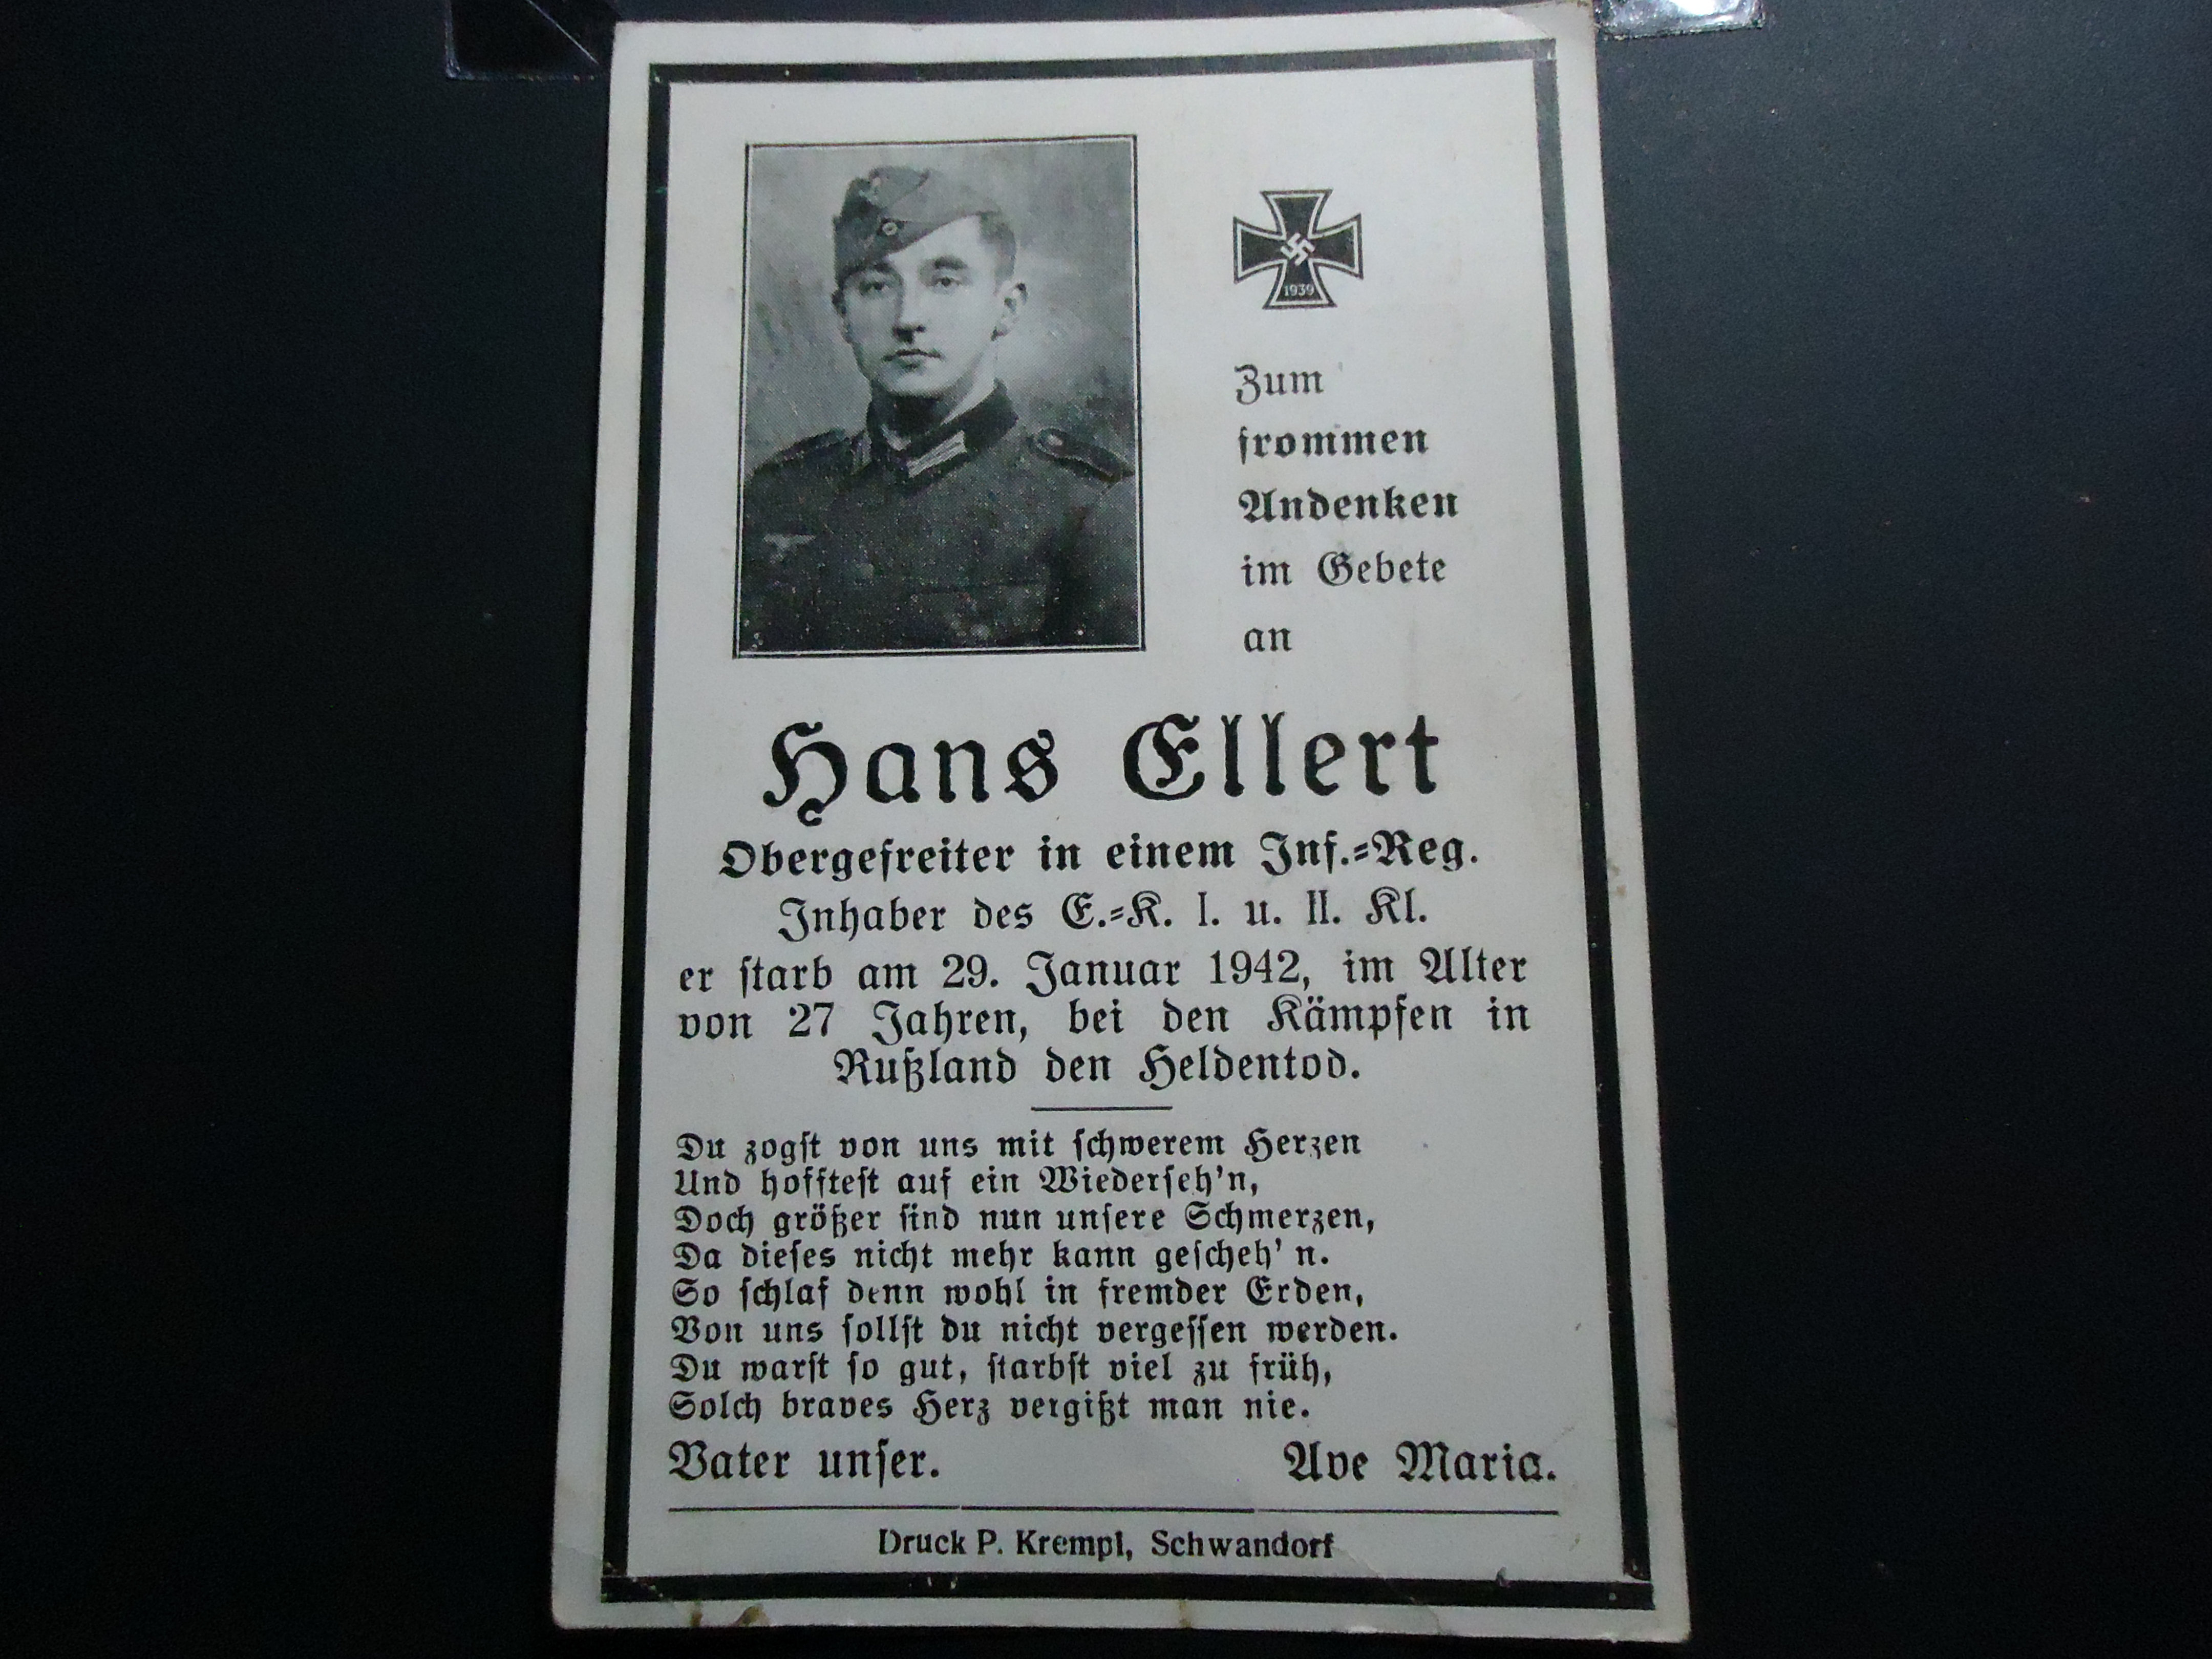 1939
Zum
frommen
Andenken
im Gebete
an
Hans Ellert
Obergefreiter in einem Inf.=Reg.
Inhaber des E.=K. I. u. II. Kl.
er ſtarb am 29. Januar 1942, im Alter
von 27 Jahren, bei den Kämpfen in
Rußland den Heldentod.
Du zogſt von uns mit ſchwerem Herzen
Und hoffteſt auf ein Wiederſeh'n,
Doch größer ſind nun unſere Schmerzen,
Da dieſes nicht mehr kann geſcheh' n.
So ſchlaf denn wohl in fremder Erden,
Von uns ſollſt du nicht vergeſſen werden.
Du warſt ſo gut, ſtarbſt viel zu früh,
Solch braves Herz vergißt man nie.
Vater unſer. Ave Maria.
Druck P. Krempl, Schwandorf